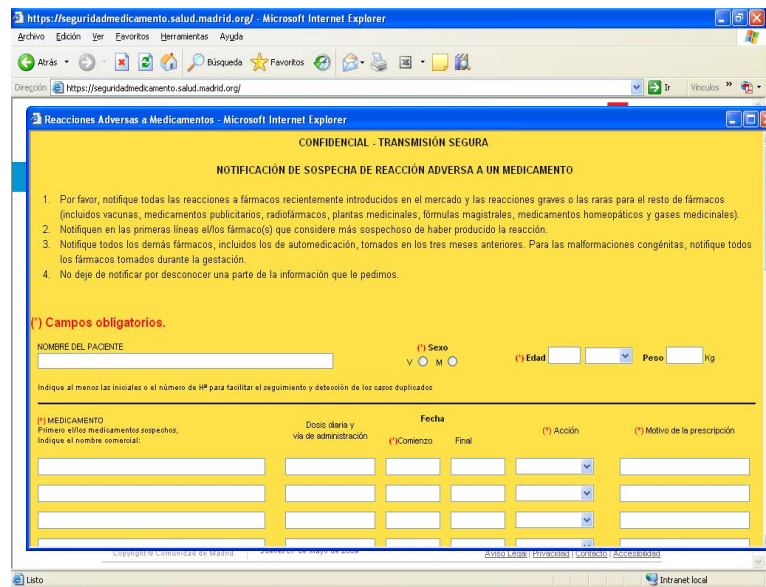 https://seguridadmedicamento.salud.madrid.org/ - Microsoft Internet Explorer
Archivo Edición Ver Favoritos Herramientas Ayuda
Atrás Búsqueda Favoritos
Dirección https://seguridadmedicamento.salud.madrid.org/ Ir Vínculos »
Reacciones Adversas a Medicamentos - Microsoft Internet Explorer
CONFIDENCIAL - TRANSMISIÓN SEGURA
NOTIFICACIÓN DE SOSPECHA DE REACCIÓN ADVERSA A UN MEDICAMENTO
1. Por favor, notifique todas las reacciones a fármacos recientemente introducidos en el mercado y las reacciones graves o las raras para el resto de fármacos
(incluidos vacunas, medicamentos publicitarios, radiofármacos, plantas medicinales, fórmulas magistrales, medicamentos homeopáticos y gases medicinales).
2. Notifiquen en las primeras líneas el/los fármaco(s) que considere más sospechoso de haber producido la reacción.
3. Notifique todos los demás fármacos, incluidos los de automedicación, tomados en los tres meses anteriores. Para las malformaciones congénitas, notifique todos
los fármacos tomados durante la gestación.
4. No deje de notificar por desconocer una parte de la información que le pedimos.
(*) Campos obligatorios.
NOMBRE DEL PACIENTE (*) Sexo
V M (*) Edad Peso Kg
Indique al menos las iniciales o el número de Hª para facilitar el seguimiento y detección de los casos duplicados
(*) MEDICAMENTO Fecha
Primero el/los medicamentos sospechos, Dosis diaria y (*) Acción (*) Motivo de la prescripción
Indique el nombre comercial: vía de administración (*)Comienzo Final
Copyright © Comunidad de Madrid. Jueves 07 de Mayo de 2009 Aviso Legal | Privacidad | Contacto | Accesibilidad
Listo Intranet local